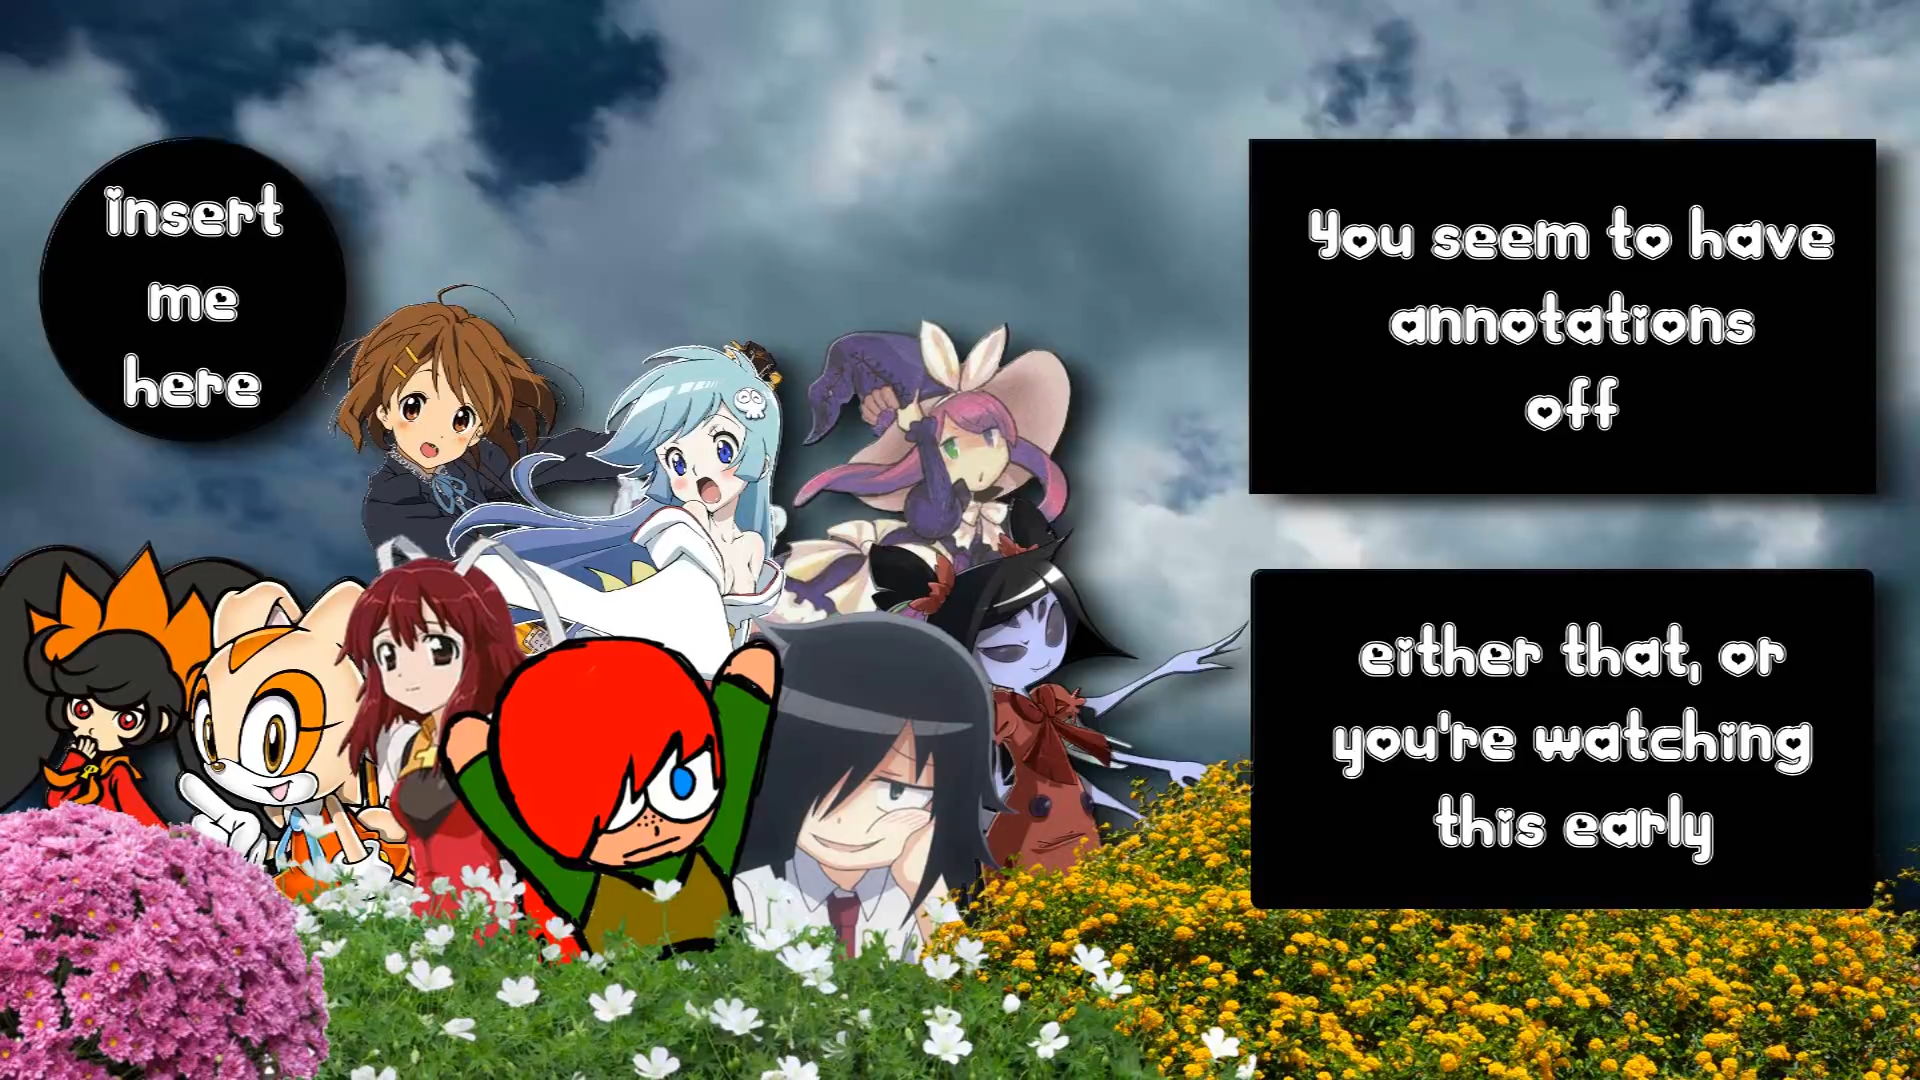 insert
me
here
You seem to have
annotations
off
either that, or
you're watching
this early